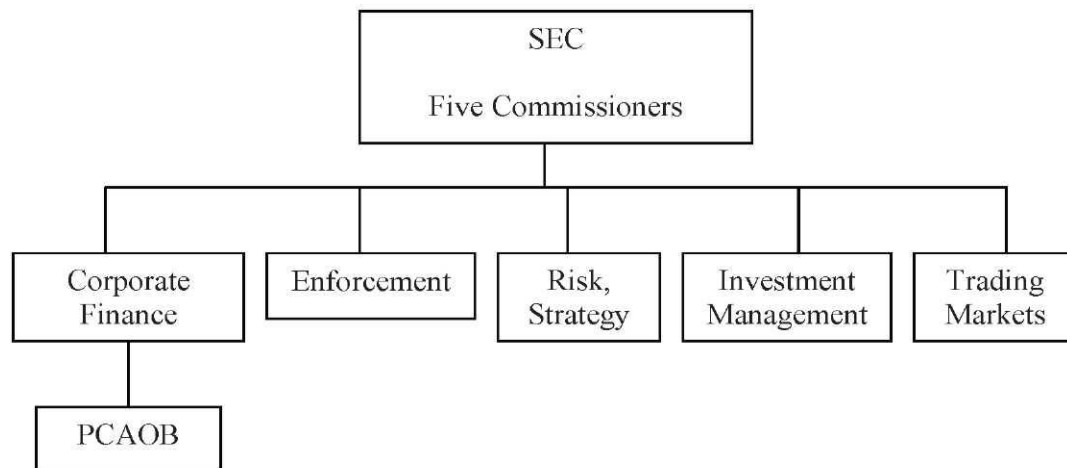 SEC
Five Commissioners
Corporate
Finance
Enforcement
Risk,
Strategy
Investment
Management
Trading
Markets
PCAOB